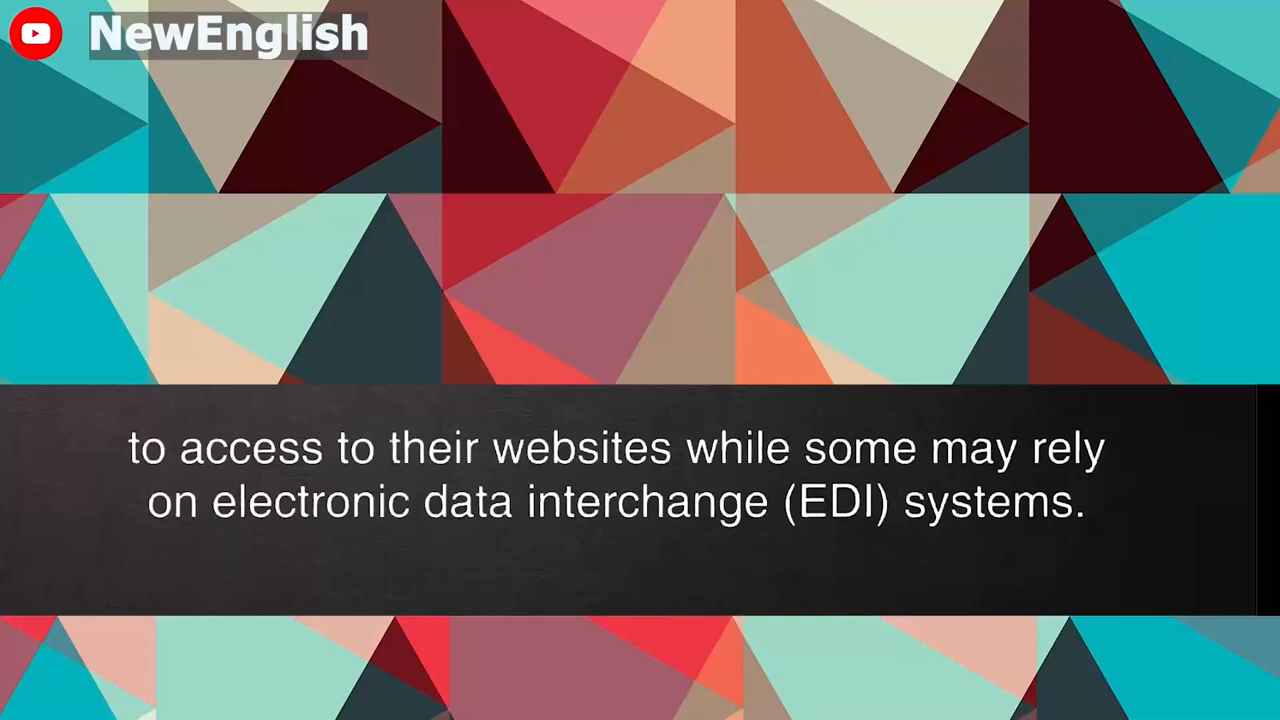 NewEnglish
to access to their websites while some may rely
on electronic data interchange (EDI) systems.